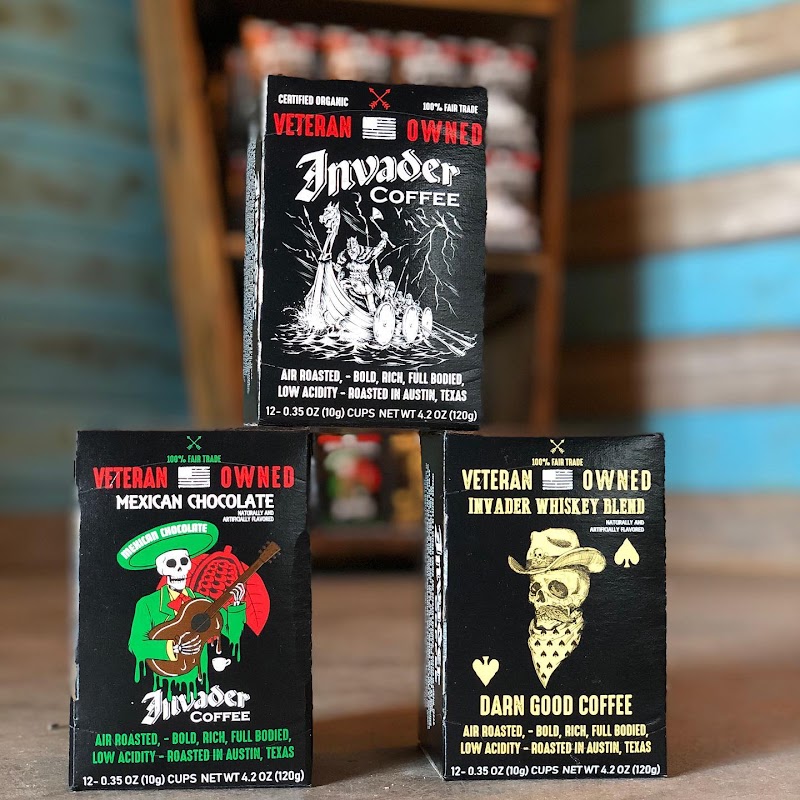 CERTIFIED ORGANIC 100% FAIR TRADE
VETERAN OWNED
Invader
COFFEE
AIR ROASTED, - BOLD, RICH, FULL BODIED,
LOW ACIDITY - ROASTED IN AUSTIN, TEXAS
12- 0.35 OZ (10g) CUPS NET WT 4.2 OZ (120g)
100% FAIR TRADE
VETERAN OWNED
MEXICAN CHOCOLATE
NATURALLY AND
ARTIFICIALLY FLAVORED
MEXICAN CHOCOLATE
Invader
COFFEE
AIR ROASTED, - BOLD, RICH, FULL BODIED,
LOW ACIDITY - ROASTED IN AUSTIN, TEXAS
12- 0.35 OZ (10g) CUPS NET WT 4.2 OZ (120g)
100% FAIR TRADE
VETERAN OWNED
INVADER WHISKEY BLEND
NATURALLY AND
ARTIFICIALLY FLAVORED
DARN GOOD COFFEE
AIR ROASTED, - BOLD, RICH, FULL BODIED,
LOW ACIDITY - ROASTED IN AUSTIN, TEXAS
12- 0.35 OZ (10g) CUPS NET WT 4.2 OZ (120g)